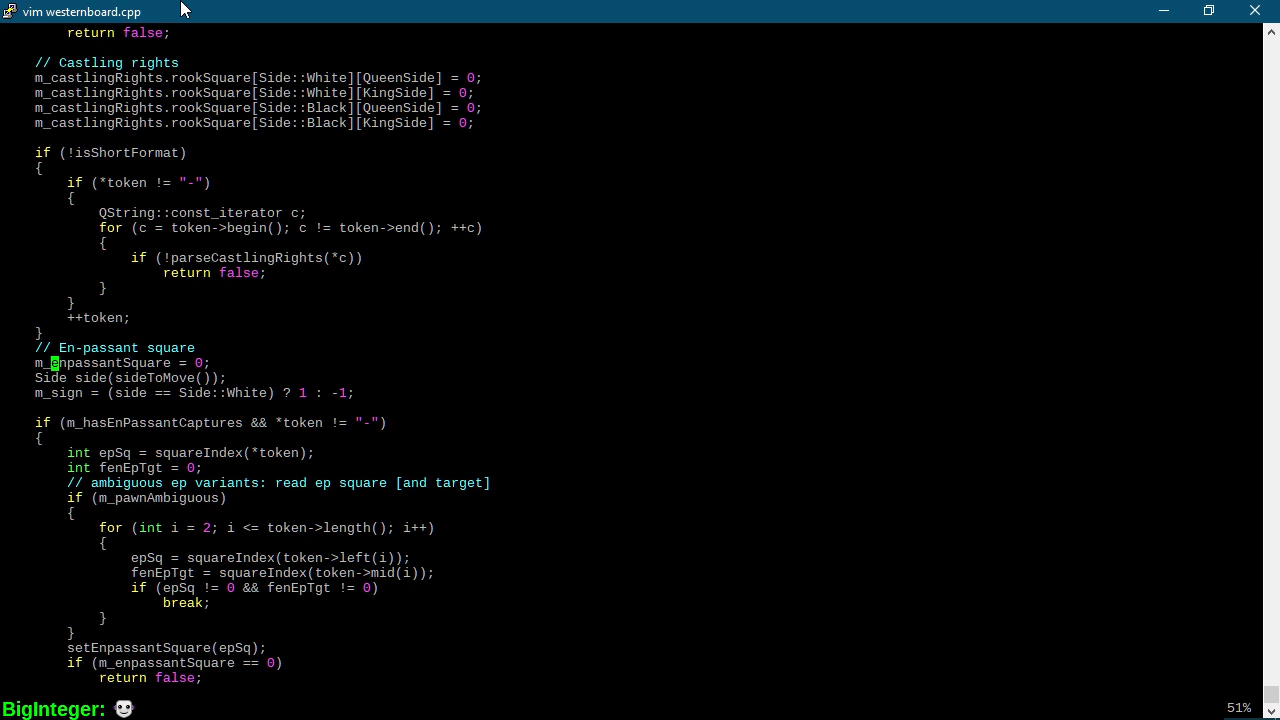 vim westernboard.cpp
return false;
// Castling rights
m_castlingRights.rookSquare[Side::White][QueenSide] = 0;
m_castlingRights.rookSquare[Side::White][KingSide] = 0;
m_castlingRights.rookSquare[Side::Black][QueenSide] = 0;
m_castlingRights.rookSquare[Side::Black][KingSide] = 0;
if (!isShortFormat)
{
if (*token != "-")
{
QString::const_iterator c;
for (c = token->begin(); c != token->end(); ++c)
{
if (!parseCastlingRights(*c))
return false;
}
}
++token;
}
// En-passant square
m_enpassantSquare = 0;
Side side(sideToMove());
m_sign = (side == Side::White) ? 1 : -1;
if (m_hasEnPassantCaptures && *token != "-")
{
int epSq = squareIndex(*token);
int fenEpTgt = 0;
// ambiguous ep variants: read ep square [and target]
if (m_pawnAmbiguous)
{
for (int i = 2; i <= token->length(); i++)
{
epSq = squareIndex(token->left(i));
fenEpTgt = squareIndex(token->mid(i));
if (epSq != 0 && fenEpTgt != 0)
break;
}
}
setEnpassantSquare(epSq);
if (m_enpassantSquare == 0)
return false;
BigInteger:
51%